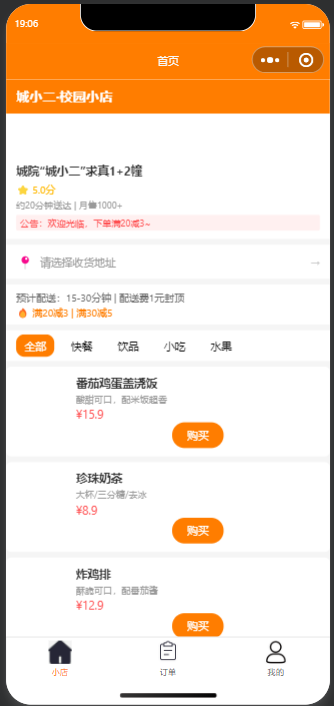 19:06
首页
城小二-校园小店
城院“城小二”求真1+2幢
5.0分
约20分钟送达 | 月售1000+
公告：欢迎光临，下单满20减3~
请选择收货地址
→
预计配送：15-30分钟 | 配送费1元封顶
满20减3 | 满30减5
全部 快餐 饮品 小吃 水果
番茄鸡蛋盖浇饭
酸甜可口，配米饭超香
¥15.9
购买
珍珠奶茶
大杯/三分糖/去冰
¥8.9
购买
炸鸡排
酥脆可口，配番茄酱
¥12.9
购买
小店 订单 我的